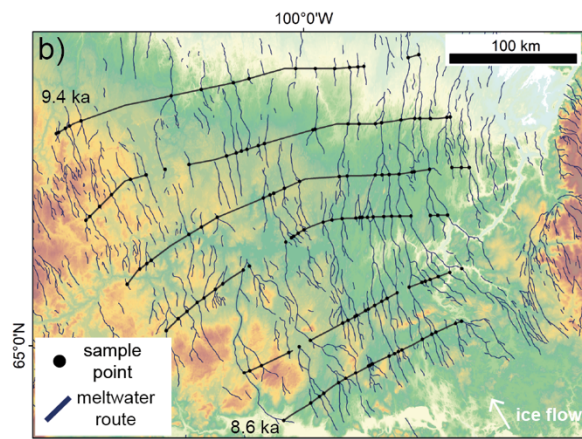 100°0'W
b)
100 km
9.4 ka
65°0'N
sample
point
meltwater
route
8.6 ka
ice flow